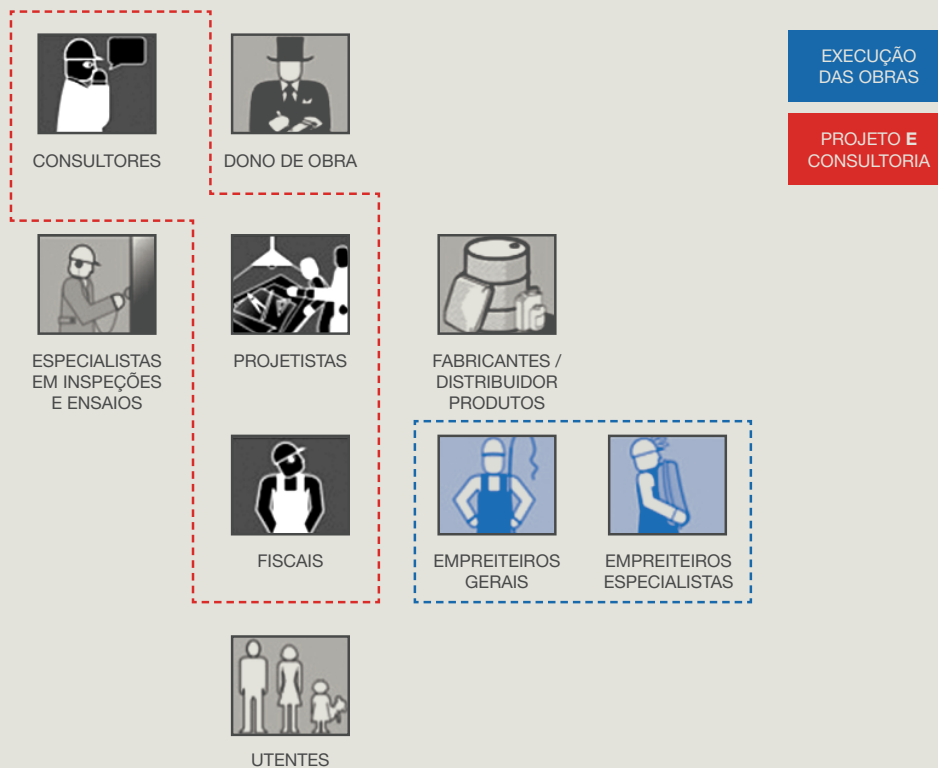 CONSULTORES
DONO DE OBRA
EXECUÇÃO
DAS OBRAS
PROJETO E
CONSULTORIA
ESPECIALISTAS
EM INSPEÇÕES
E ENSAIOS
PROJETISTAS
FABRICANTES /
DISTRIBUIDOR
PRODUTOS
FISCAIS
EMPREITEIROS
GERAIS
EMPREITEIROS
ESPECIALISTAS
UTENTES